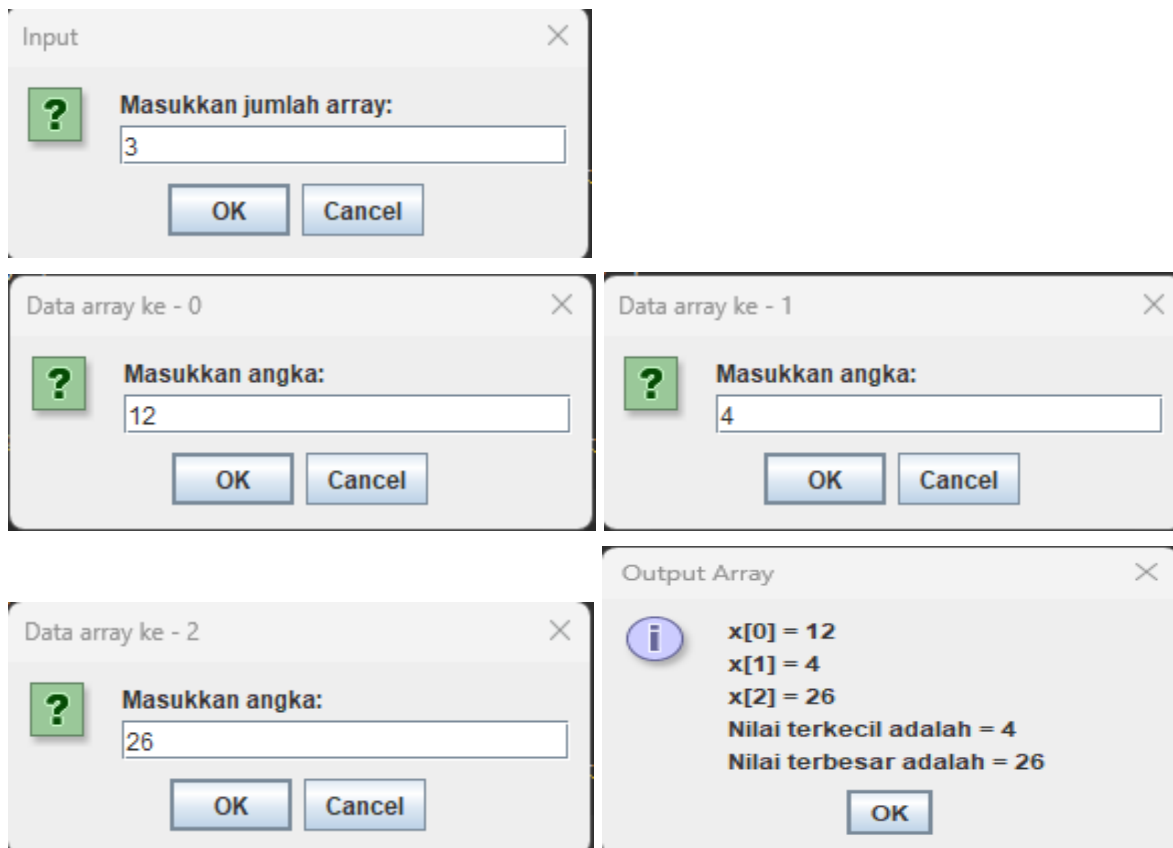 Input
?
Masukkan jumlah array:
3
OK Cancel
Data array ke - 0
?
Masukkan angka:
12
OK Cancel
Data array ke - 1
?
Masukkan angka:
4
OK Cancel
Data array ke - 2
?
Masukkan angka:
26
OK Cancel
Output Array
i
x[0] = 12
x[1] = 4
x[2] = 26
Nilai terkecil adalah = 4
Nilai terbesar adalah = 26
OK